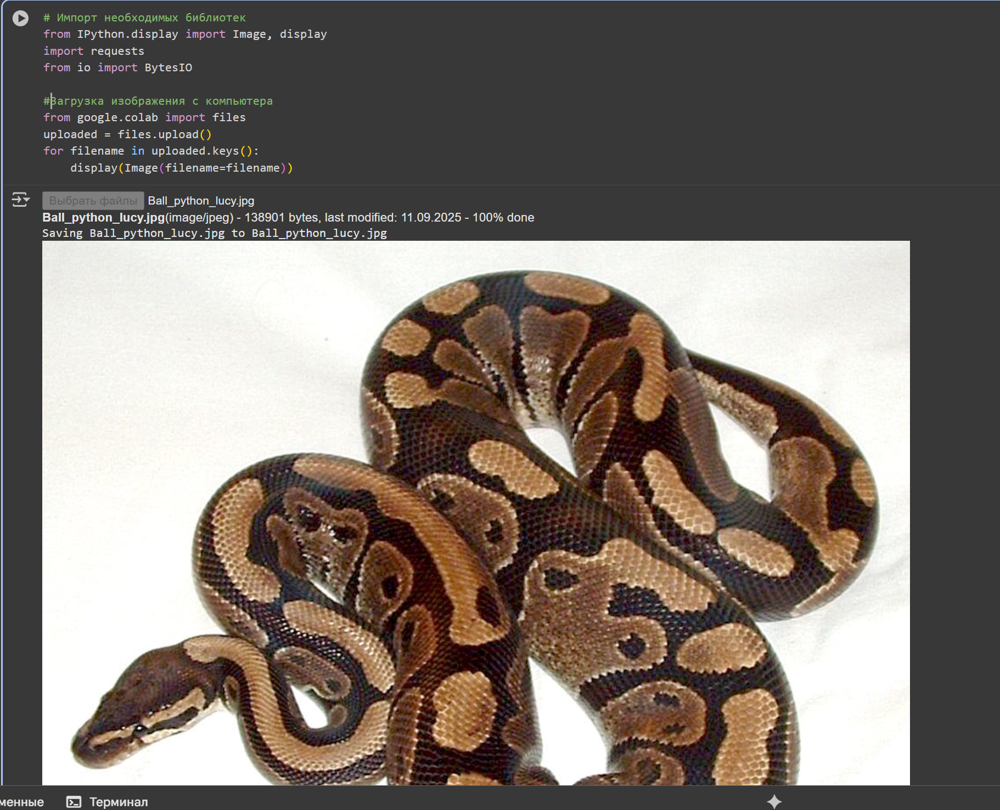 # Импорт необходимых библиотек
from IPython.display import Image, display
import requests
from io import BytesIO
#Загрузка изображения с компьютера
from google.colab import files
uploaded = files.upload()
for filename in uploaded.keys():
    display(Image(filename=filename))
Выбрать файлы Ball_python_lucy.jpg
Ball_python_lucy.jpg(image/jpeg) - 138901 bytes, last modified: 11.09.2025 - 100% done
Saving Ball_python_lucy.jpg to Ball_python_lucy.jpg
менные Терминал